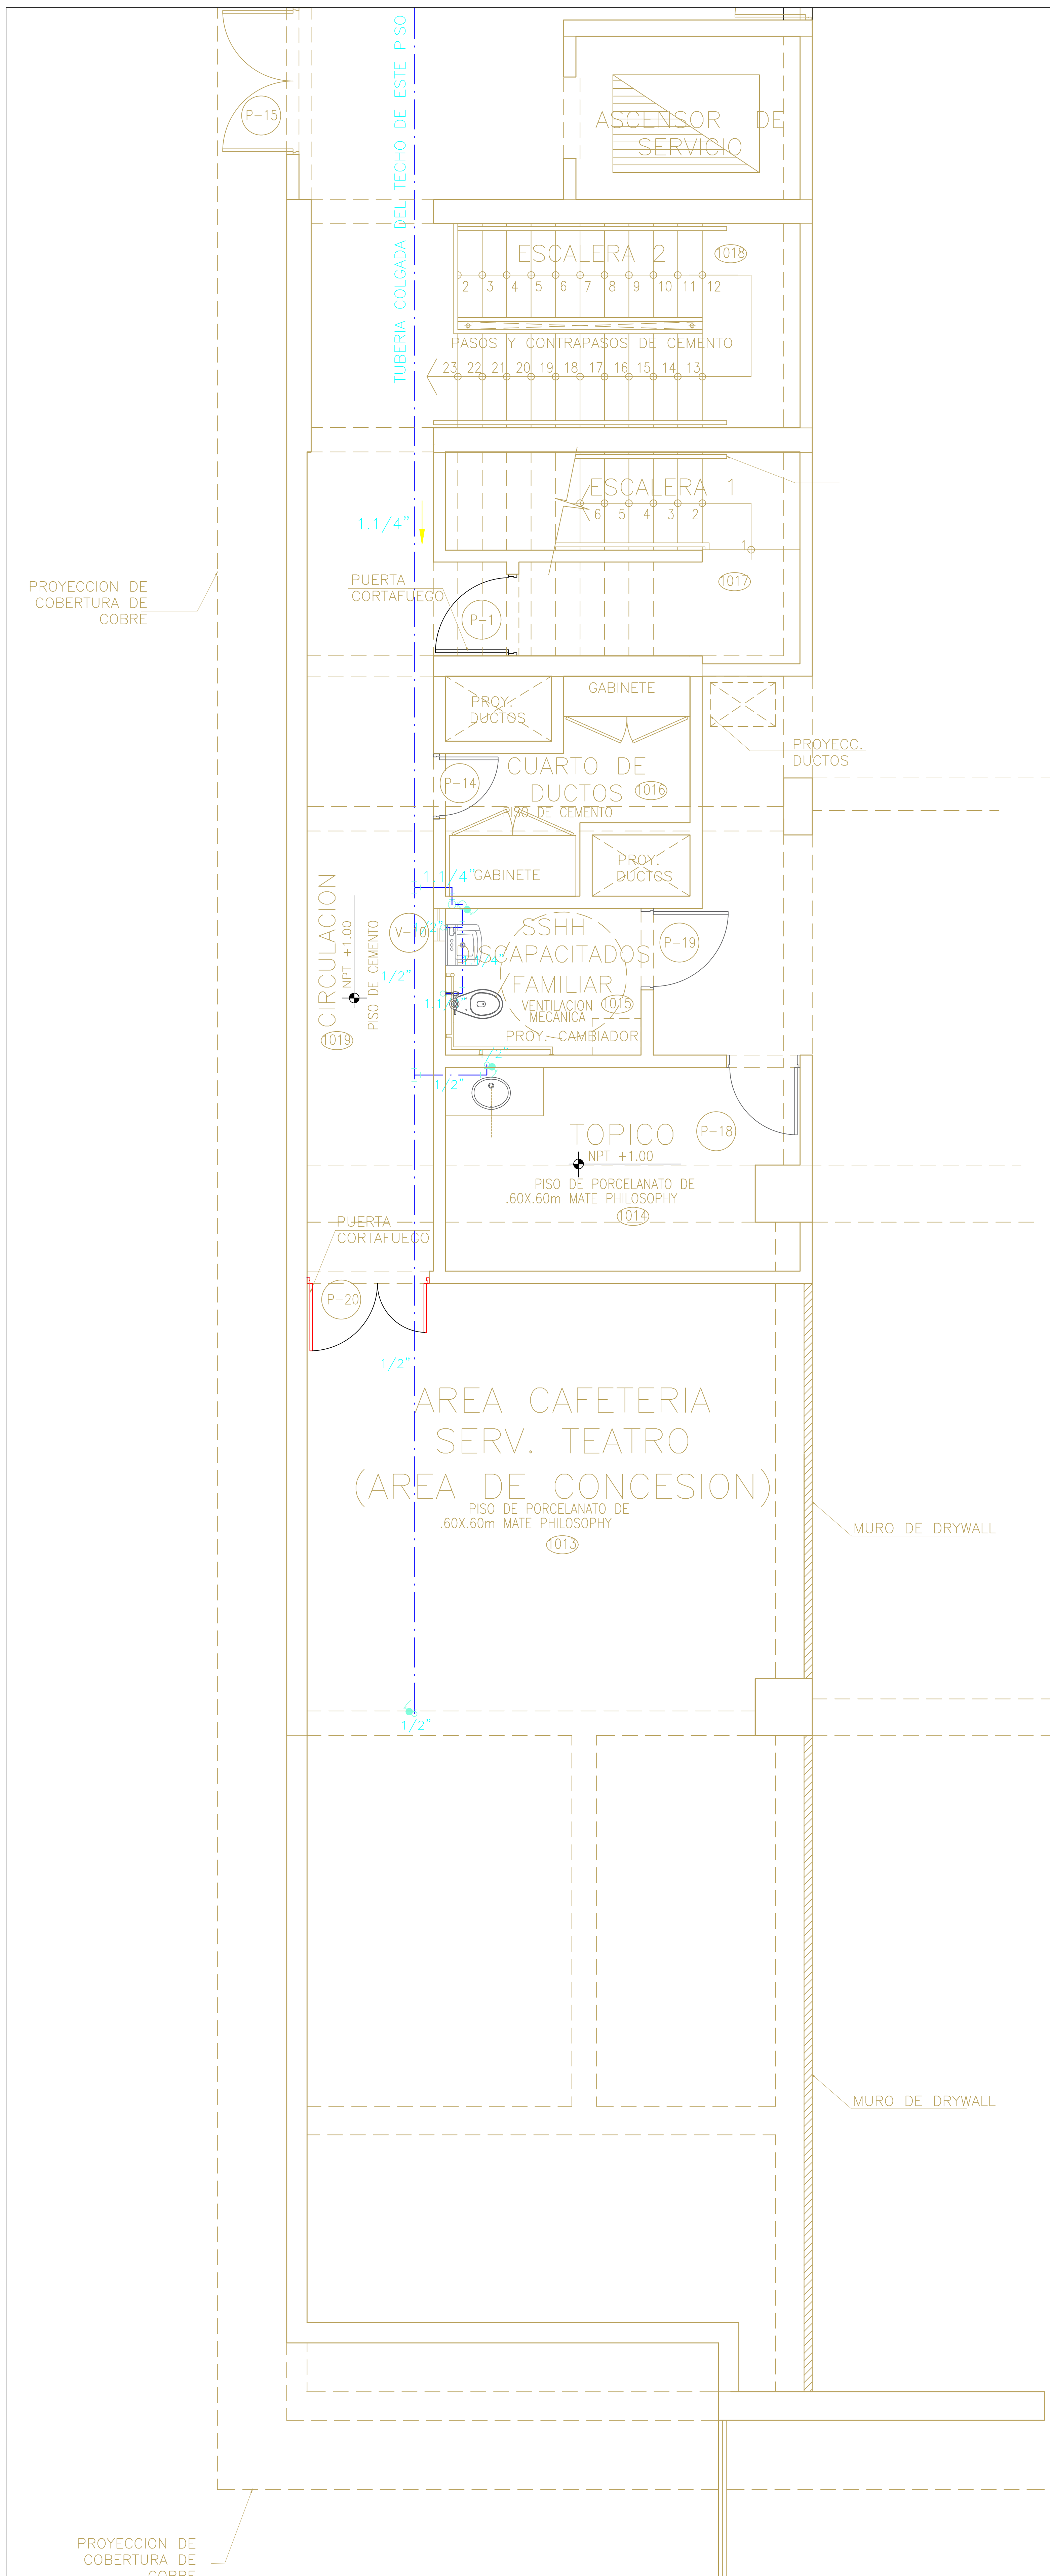 TUBERIA COLGADA DEL TECHO DE ESTE PISO
P-15
ASCENSOR DE
SERVICIO
ESCALERA 2
1018
2 3 4 5 6 7 8 9 10 11 12
PASOS Y CONTRAPASOS DE CEMENTO
23 22 21 20 19 18 17 16 15 14 13
ESCALERA 1
6 5 4 3 2
1
1.1/4"
1017
PROYECCION DE
COBERTURA DE
COBRE
PUERTA
CORTAFUEGO
P-1
GABINETE
PROY.
DUCTOS
PROYECC.
DUCTOS
CUARTO DE
DUCTOS
1016
P-14
PISO DE CEMENTO
PROY.
DUCTOS
1.1/4"
GABINETE
CIRCULACION
NPT +1.00
PISO DE CEMENTO
1019
V-10
1/2"
1/2"
SSHH
SCAPACITADOS
FAMILIAR
P-19
VENTILACION
MECANICA
1015
PROY. CAMBIADOR
1/2"
1/2"
TOPICO
P-18
NPT +1.00
PISO DE PORCELANATO DE
.60X.60m MATE PHILOSOPHY
1014
PUERTA
CORTAFUEGO
P-20
1/2"
AREA CAFETERIA
SERV. TEATRO
(AREA DE CONCESION)
PISO DE PORCELANATO DE
.60X.60m MATE PHILOSOPHY
1013
MURO DE DRYWALL
1/2"
MURO DE DRYWALL
PROYECCION DE
COBERTURA DE
COBRE